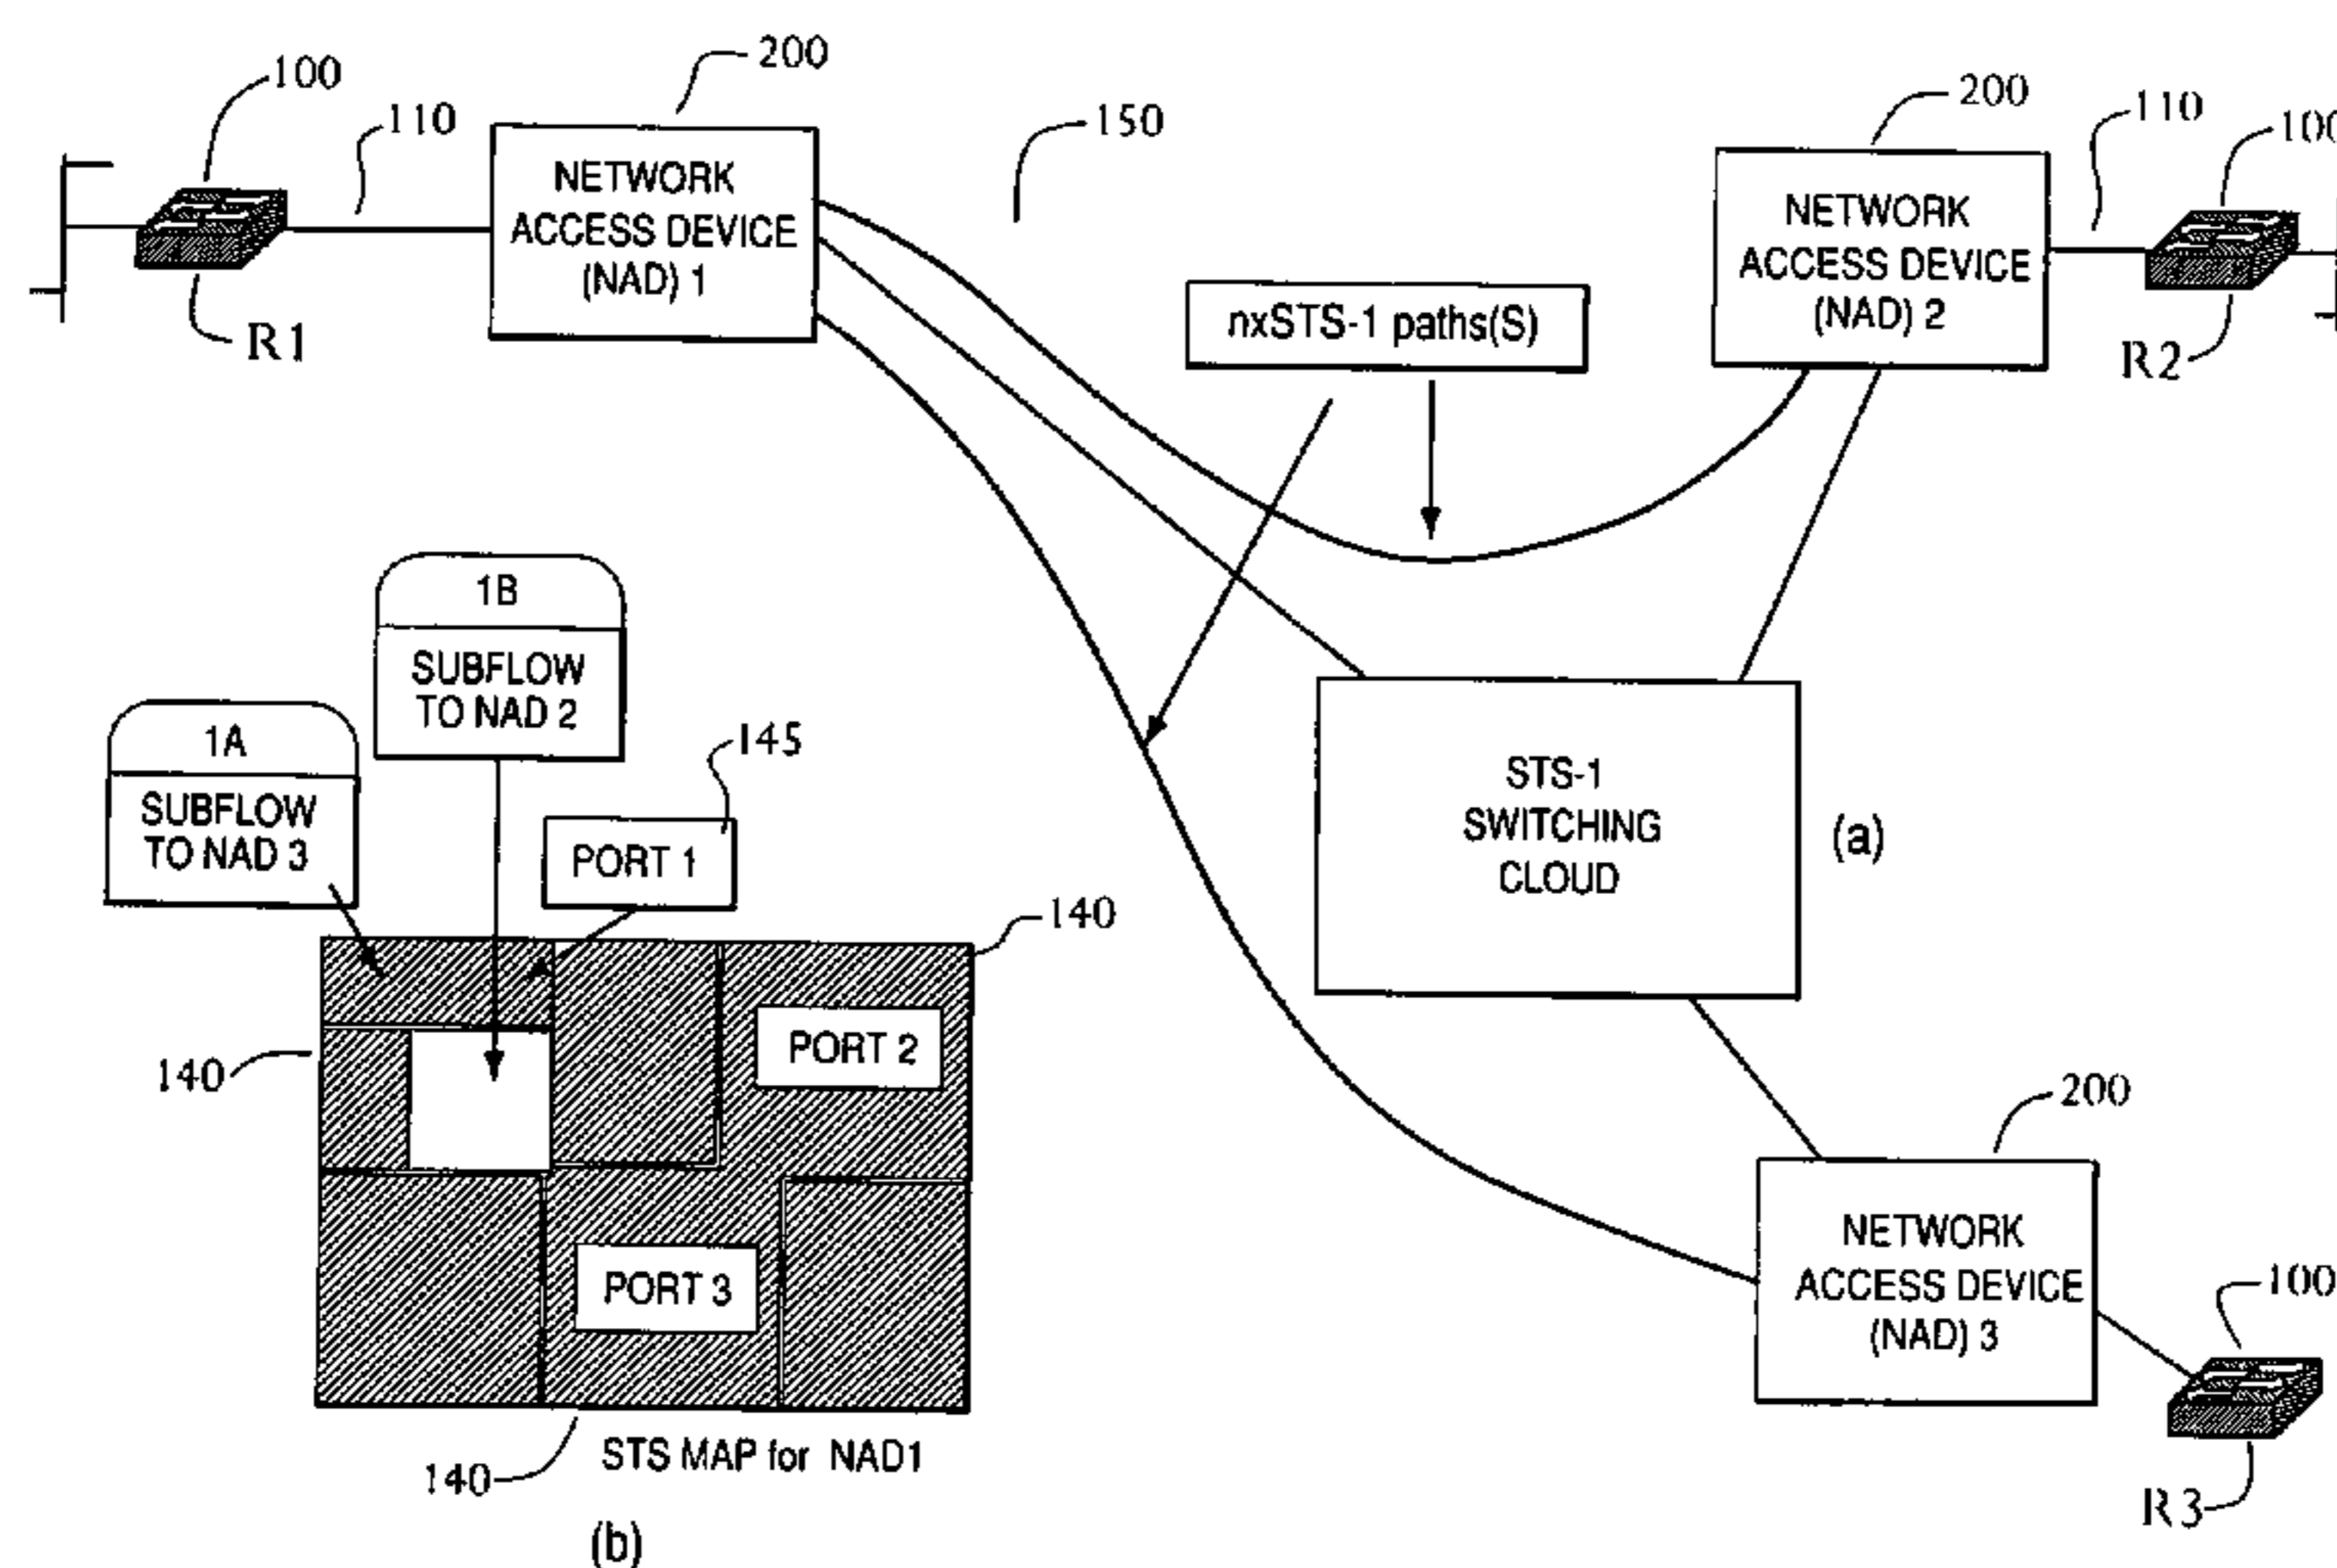 100
200
110
NETWORK
ACCESS DEVICE
(NAD) 1
R1
150
200
110
100
NETWORK
ACCESS DEVICE
(NAD) 2
R2
nxSTS-1 paths(S)
1B
SUBFLOW
TO NAD 2
1A
SUBFLOW
TO NAD 3
145
PORT 1
STS-1
SWITCHING
CLOUD
(a)
140
140
PORT 2
PORT 3
140
STS MAP for NAD1
(b)
200
NETWORK
ACCESS DEVICE
(NAD) 3
100
R3